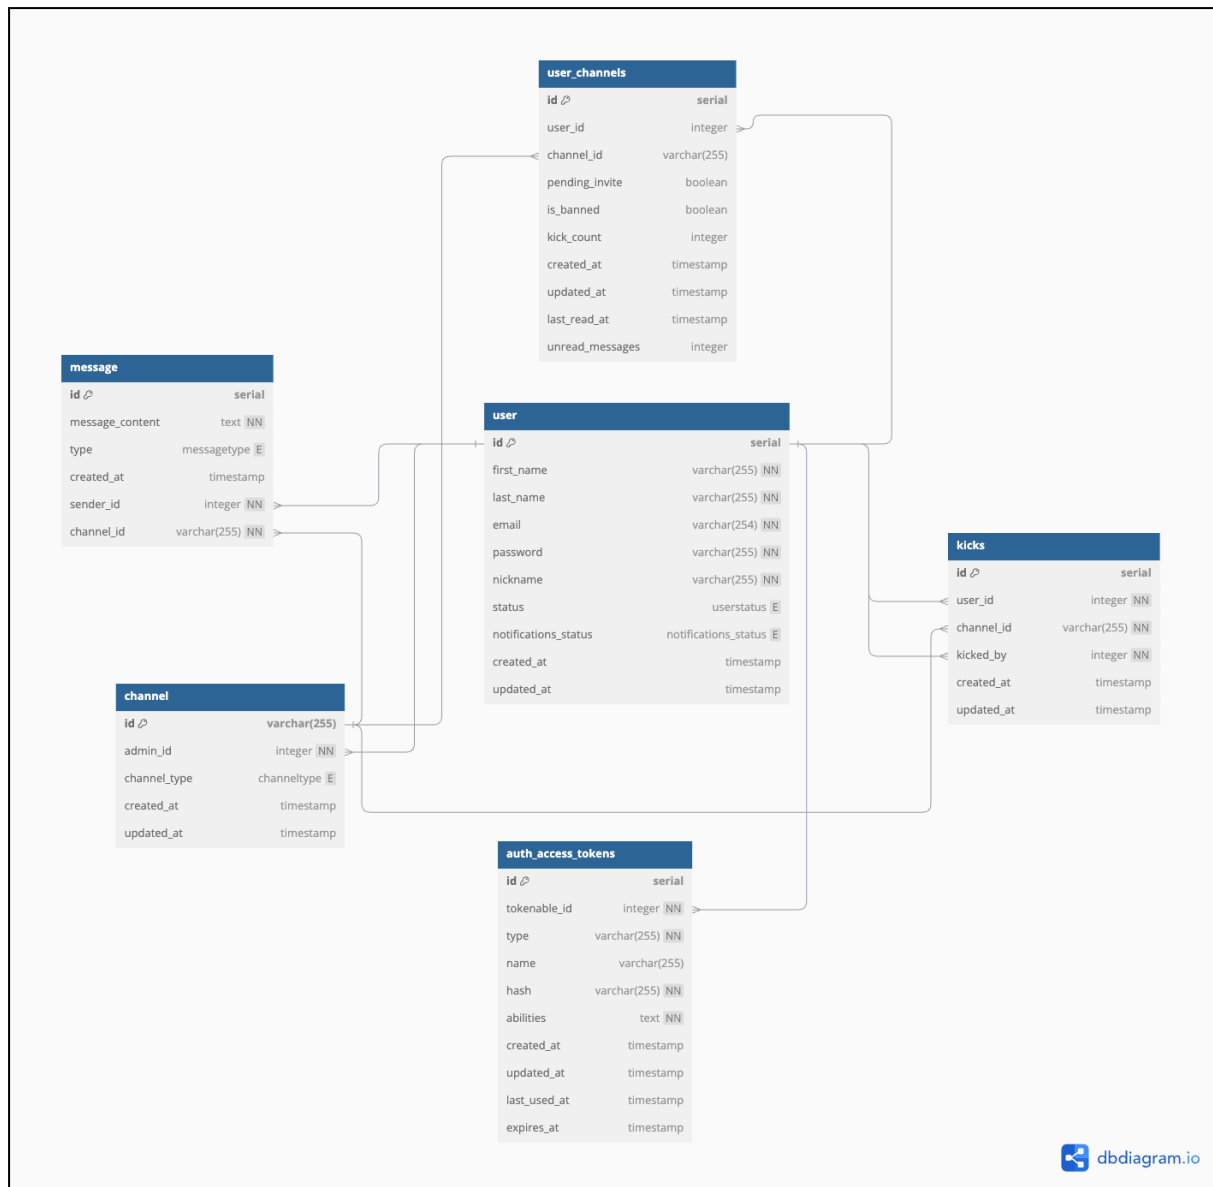 user_channels
id serial
user_id integer
channel_id varchar(255)
pending_invite boolean
is_banned boolean
kick_count integer
created_at timestamp
updated_at timestamp
last_read_at timestamp
unread_messages integer
message
id serial
message_content text NN
type messagetype E
created_at timestamp
sender_id integer NN
channel_id varchar(255) NN
user
id serial
first_name varchar(255) NN
last_name varchar(255) NN
email varchar(254) NN
password varchar(255) NN
nickname varchar(255) NN
status userstatus E
notifications_status notifications_status E
created_at timestamp
updated_at timestamp
kicks
id serial
user_id integer NN
channel_id varchar(255) NN
kicked_by integer NN
created_at timestamp
updated_at timestamp
channel
id varchar(255)
admin_id integer NN
channel_type channeltype E
created_at timestamp
updated_at timestamp
auth_access_tokens
id serial
tokenable_id integer NN
type varchar(255) NN
name varchar(255)
hash varchar(255) NN
abilities text NN
created_at timestamp
updated_at timestamp
last_used_at timestamp
expires_at timestamp
dbdiagram.io